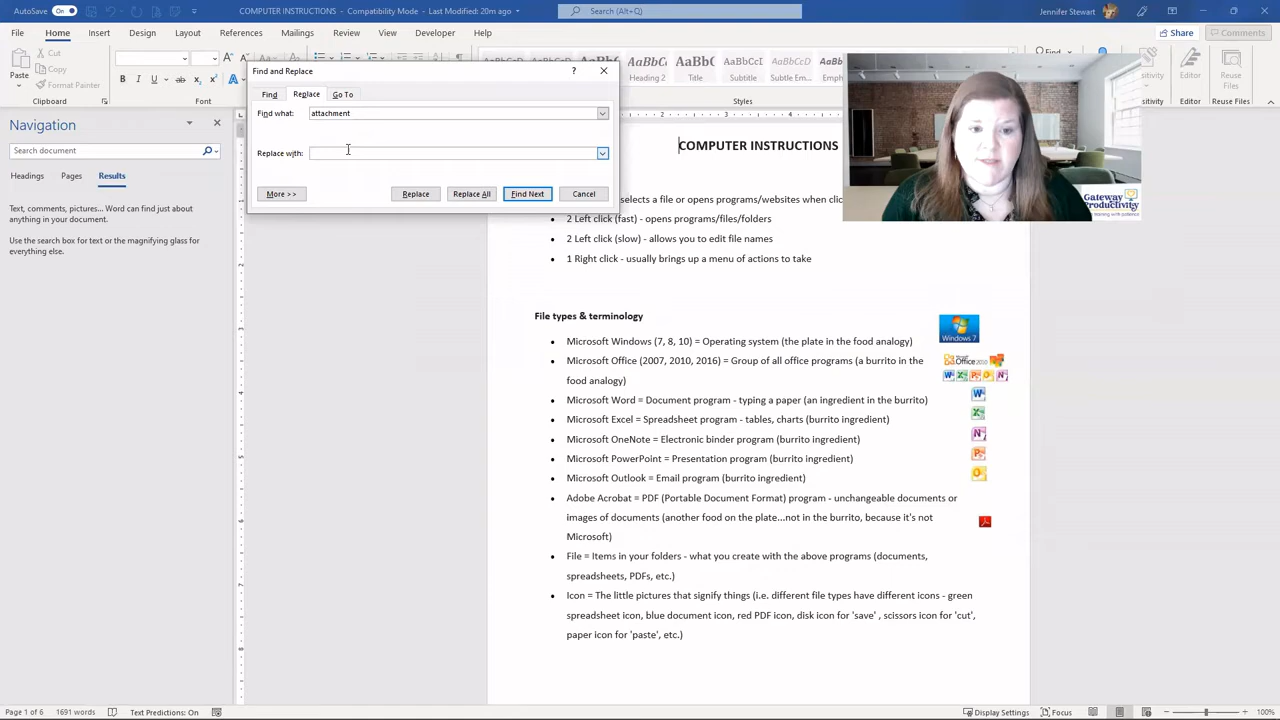 AutoSave On
COMPUTER INSTRUCTIONS - Compatibility Mode - Last Modified: 20m ago
Search (Alt+Q)
Jennifer Ste
File Home Insert Draw Design Layout References Mailings Review View Developer Help
Share Comments
Paste
Cut
Copy
Format Painter
Clipboard
Font
Heading 2 Title Subtitle Subtle Em... Emph
Styles
Find
Editor
Reuse Files
Editor Reuse Files
Find and Replace
Find Replace Go To
Find what: attachment
Replace with:
More >> Replace Replace All Find Next Cancel
Navigation
Search document
Headings Pages Results
Text, comments, pictures... Word can find just about
anything in your document.
Use the search box for text or the magnifying glass for
everything else.
Gateway
Productivity
COMPUTER INSTRUCTIONS
selects a file or opens programs/websites when clic
2 Left click (fast) - opens programs/files/folders
2 Left click (slow) - allows you to edit file names
1 Right click - usually brings up a menu of actions to take
File types & terminology
Microsoft Windows (7, 8, 10) = Operating system (the plate in the food analogy)
Windows 7
Microsoft Office (2007, 2010, 2016) = Group of all office programs (a burrito in the
food analogy)
Office 2010
Microsoft Word = Document program - typing a paper (an ingredient in the burrito)
Microsoft Excel = Spreadsheet program - tables, charts (burrito ingredient)
Microsoft OneNote = Electronic binder program (burrito ingredient)
Microsoft PowerPoint = Presentation program (burrito ingredient)
Microsoft Outlook = Email program (burrito ingredient)
Adobe Acrobat = PDF (Portable Document Format) program - unchangeable documents or
images of documents (another food on the plate...not in the burrito, because it's not
Microsoft)
File = Items in your folders - what you create with the above programs (documents,
spreadsheets, PDFs, etc.)
Icon = The little pictures that signify things (i.e. different file types have different icons - green
spreadsheet icon, blue document icon, red PDF icon, disk icon for 'save' , scissors icon for 'cut',
paper icon for 'paste', etc.)
Page 1 of 6 1691 words Text Predictions: On
Display Settings Focus 100%